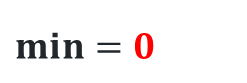 min = 0